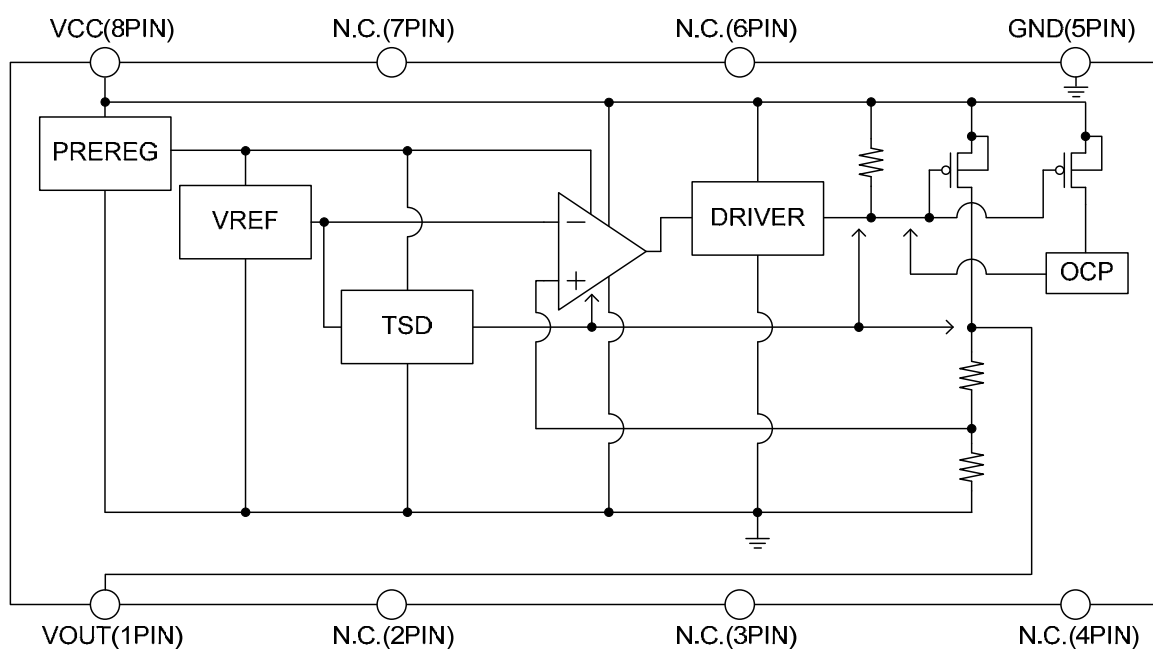 VCC(8PIN)
N.C.(7PIN)
N.C.(6PIN)
GND(5PIN)
PREREG
VREF
TSD
−
+
DRIVER
OCP
VOUT(1PIN)
N.C.(2PIN)
N.C.(3PIN)
N.C.(4PIN)